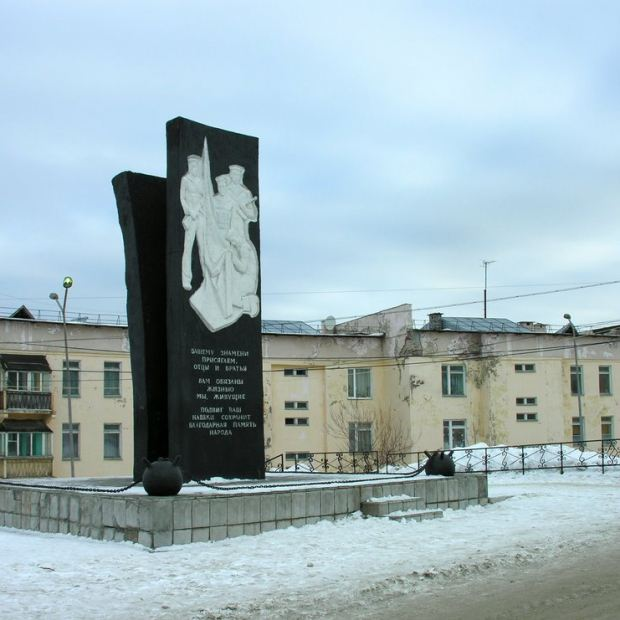 ВАШЕМУ ЗНАМЕНИ
ПРИСЯГАЕМ,
ОТЦЫ И БРАТЬЯ
ВАМ ОБЯЗАНЫ
ЖИЗНЬЮ
МЫ, ЖИВУЩИЕ
ПОДВИГ ВАШ
НАВЕКИ СОХРАНИТ
БЛАГОДАРНАЯ ПАМЯТЬ
НАРОДА